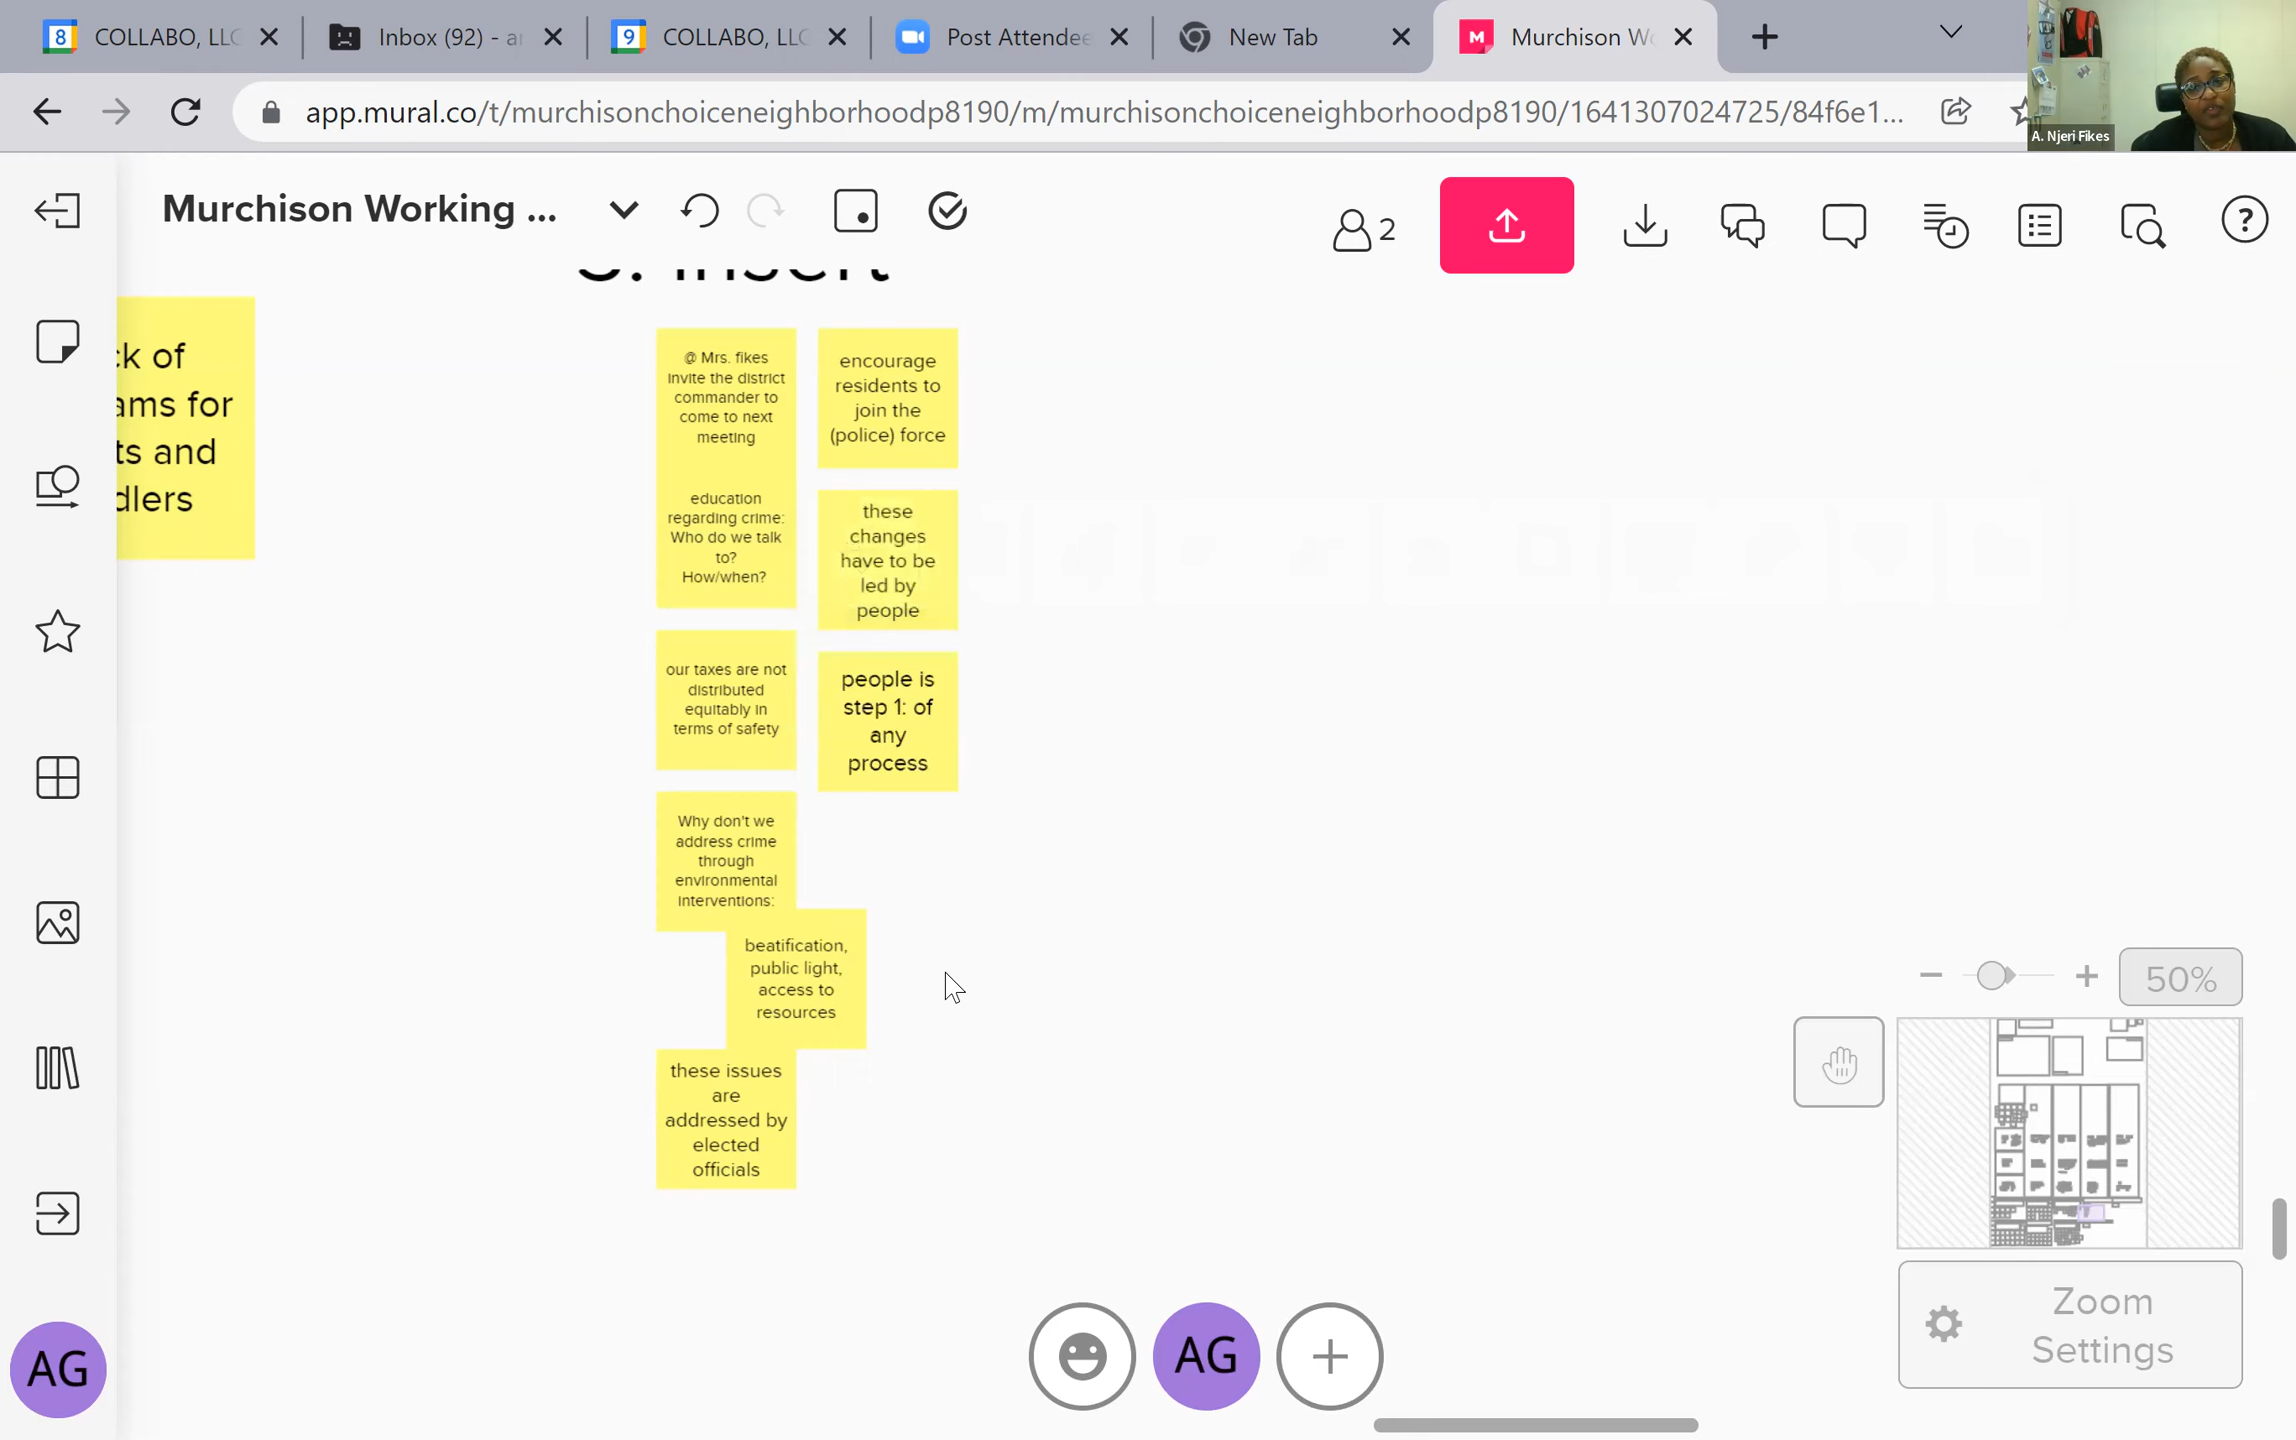 COLLABO, LLC
Inbox (92) - a
COLLABO, LLC
Post Attendee
New Tab
Murchison Wo
app.mural.co/t/murchisonchoiceneighborhoodp8190/m/murchisonchoiceneighborhoodp8190/1641307024725/84f6e1...
A. Njeri Fikes
Murchison Working ...
2
?
Insert
ck of
ams for
ts and
dlers
@ Mrs. fikes
invite the district
commander to
come to next
meeting
education
regarding crime:
Who do we talk
to?
How/when?
our taxes are not
distributed
equitably in
terms of safety
Why don't we
address crime
through
environmental
interventions:
beatification,
public light,
access to
resources
these issues
are
addressed by
elected
officials
encourage
residents to
join the
(police) force
these
changes
have to be
led by
people
people is
step 1: of
any
process
50%
Zoom
Settings
AG
AG